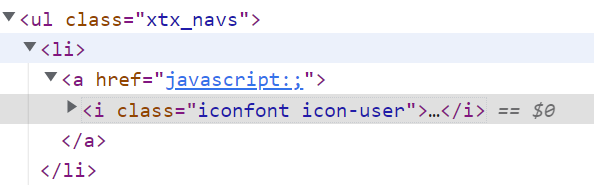 ▼<ul class="xtx_navs">
▼<li>
▼<a href="javascript:;">
▶<i class="iconfont icon-user">…</i> == $0
</a>
</li>